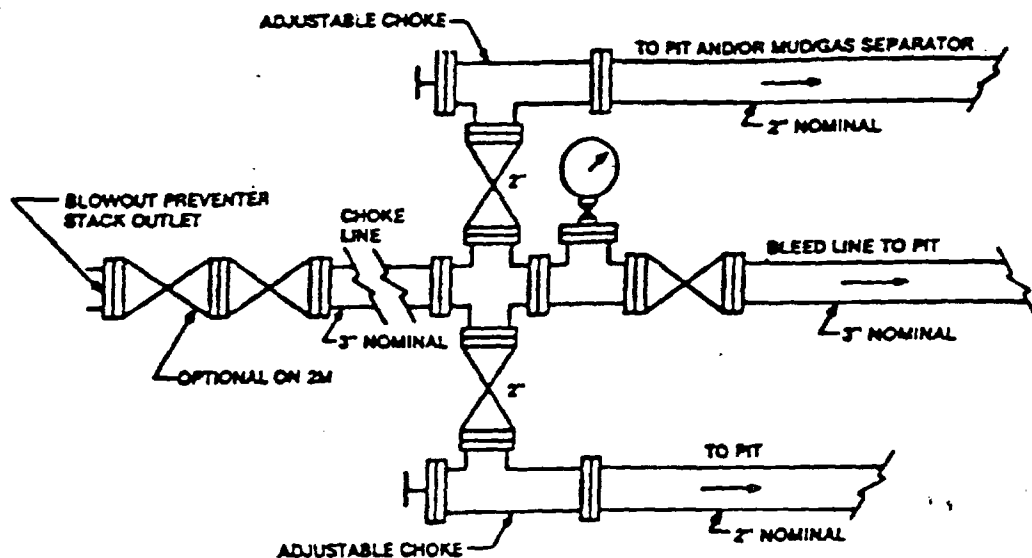 ADJUSTABLE CHOKE
TO PIT AND/OR MUD/GAS SEPARATOR
2" NOMINAL
2"
BLOWOUT PREVENTER
STACK OUTLET
CHOKE
LINE
BLEED LINE TO PIT
3" NOMINAL
3" NOMINAL
OPTIONAL ON 2M
2"
TO PIT
2" NOMINAL
ADJUSTABLE CHOKE